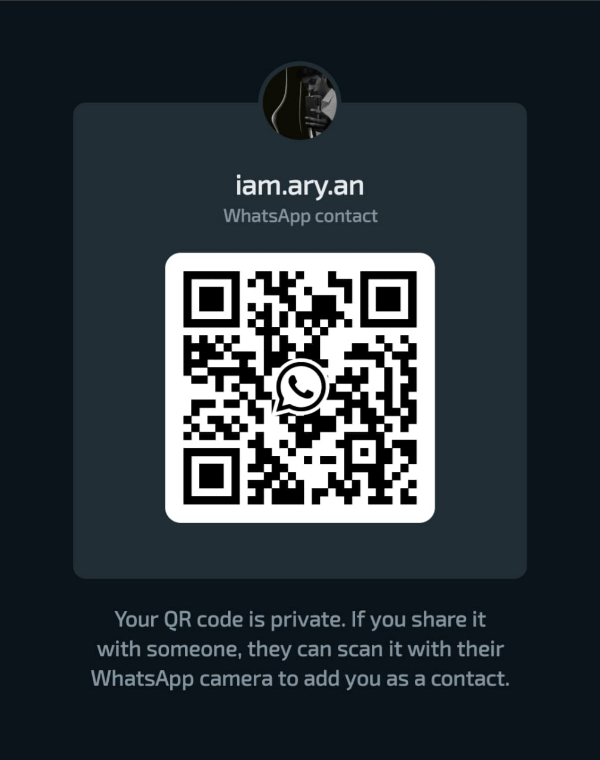 iam.ary.an
WhatsApp contact
Your QR code is private. If you share it
with someone, they can scan it with their
WhatsApp camera to add you as a contact.